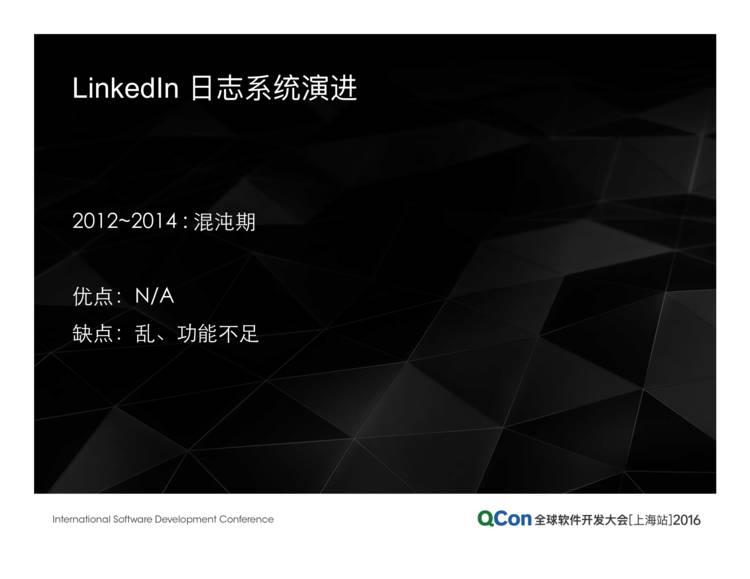 LinkedIn 日志系统演进
2012~2014 : 混沌期
优点：N/A
缺点：乱、功能不足
International Software Development Conference
QCon 全球软件开发大会[上海站]2016